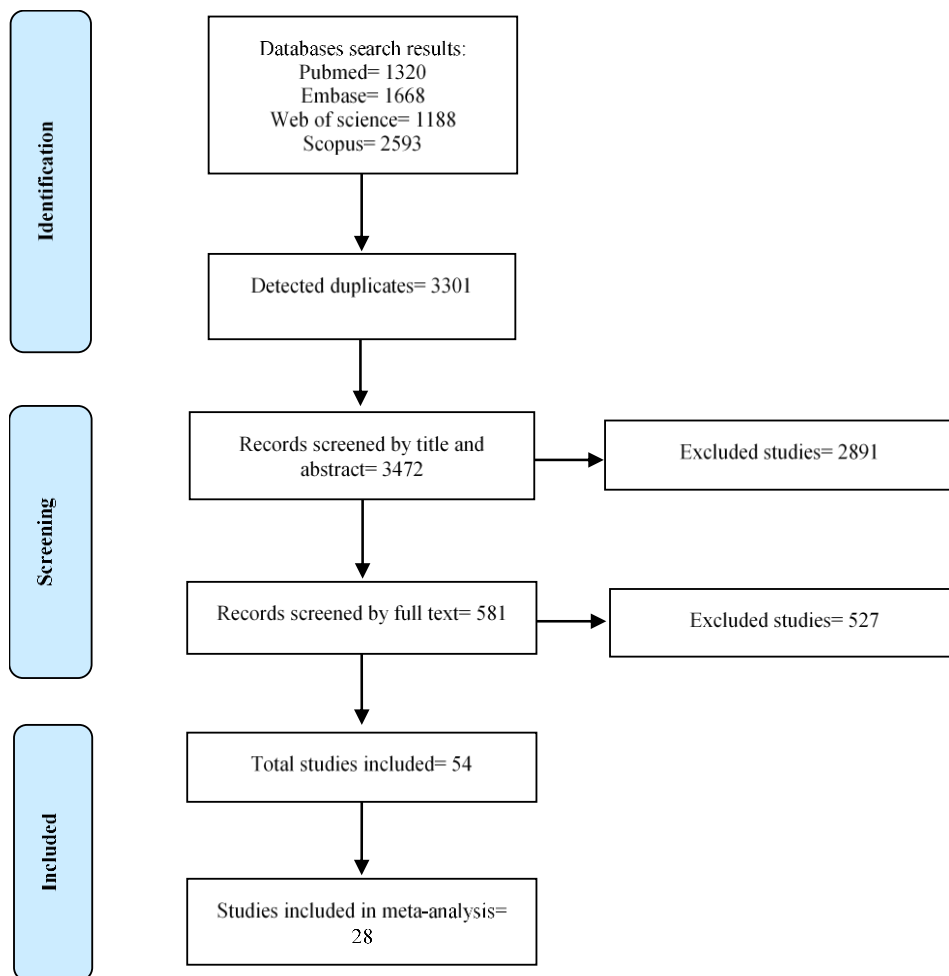 Identification
Databases search results:
Pubmed= 1320
Embase= 1668
Web of science= 1188
Scopus= 2593
Detected duplicates= 3301
Screening
Records screened by title and
abstract= 3472
Excluded studies= 2891
Records screened by full text= 581
Excluded studies= 527
Included
Total studies included= 54
Studies included in meta-analysis=
28